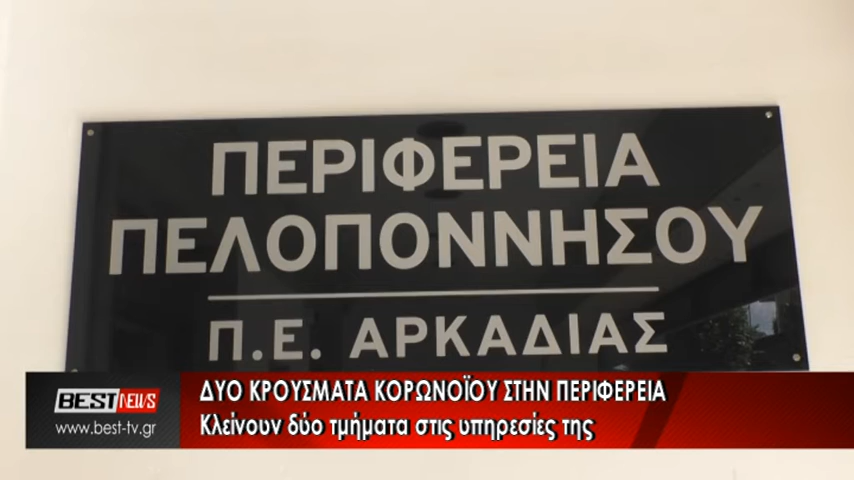 ΠΕΡΙΦΕΡΕΙΑ
ΠΕΛΟΠΟΝΝΗΣΟΥ
Π.Ε. ΑΡΚΑΔΙΑΣ
BEST NEWS
www.best-tv.gr
ΔΥΟ ΚΡΟΥΣΜΑΤΑ ΚΟΡΩΝΟΪΟΥ ΣΤΗΝ ΠΕΡΙΦΕΡΕΙΑ
Κλείνουν δύο τμήματα στις υπηρεσίες της